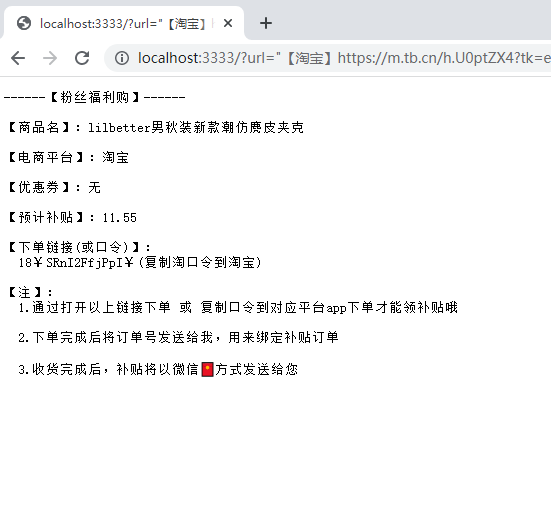 localhost:3333/?url="【淘宝】h
localhost:3333/?url="【淘宝】https://m.tb.cn/h.U0ptZX4?tk=e
------【粉丝福利购】------
【商品名】：lilbetter男秋装新款潮仿麂皮夹克
【电商平台】：淘宝
【优惠券】：无
【预计补贴】：11.55
【下单链接(或口令)】：
18￥SRnI2FfjPpI￥(复制淘口令到淘宝)
【注】：
1.通过打开以上链接下单 或 复制口令到对应平台app下单才能领补贴哦
2.下单完成后将订单号发送给我，用来绑定补贴订单
3.收货完成后，补贴将以微信🧧方式发送给您